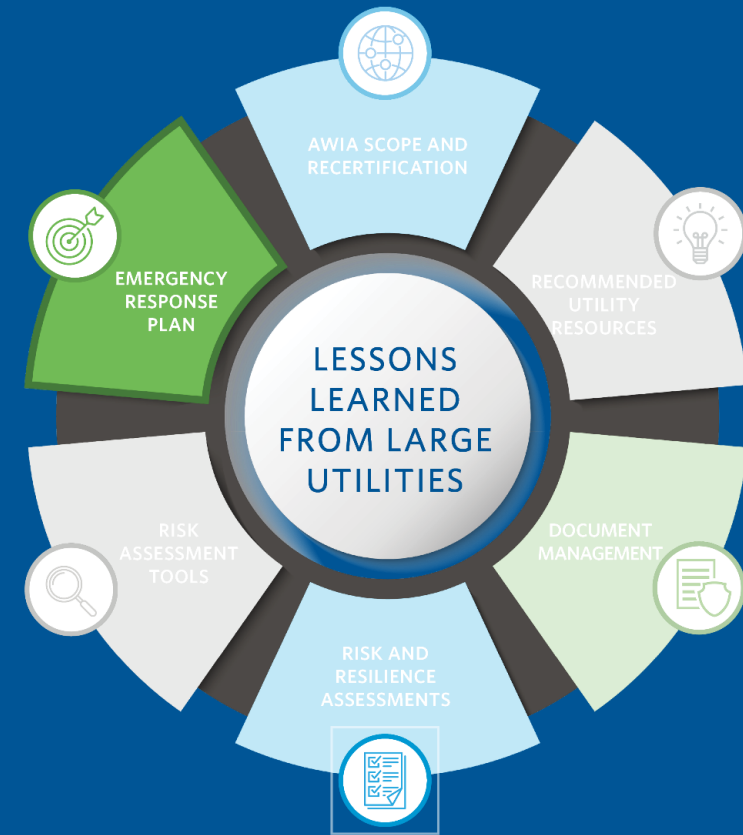 AWIA SCOPE AND
RECERTIFICATION
RECOMMENDED
UTILITY
RESOURCES
DOCUMENT
MANAGEMENT
RISK AND
RESILIENCE
ASSESSMENTS
RISK
ASSESSMENT
TOOLS
EMERGENCY
RESPONSE
PLAN
LESSONS
LEARNED
FROM LARGE
UTILITIES